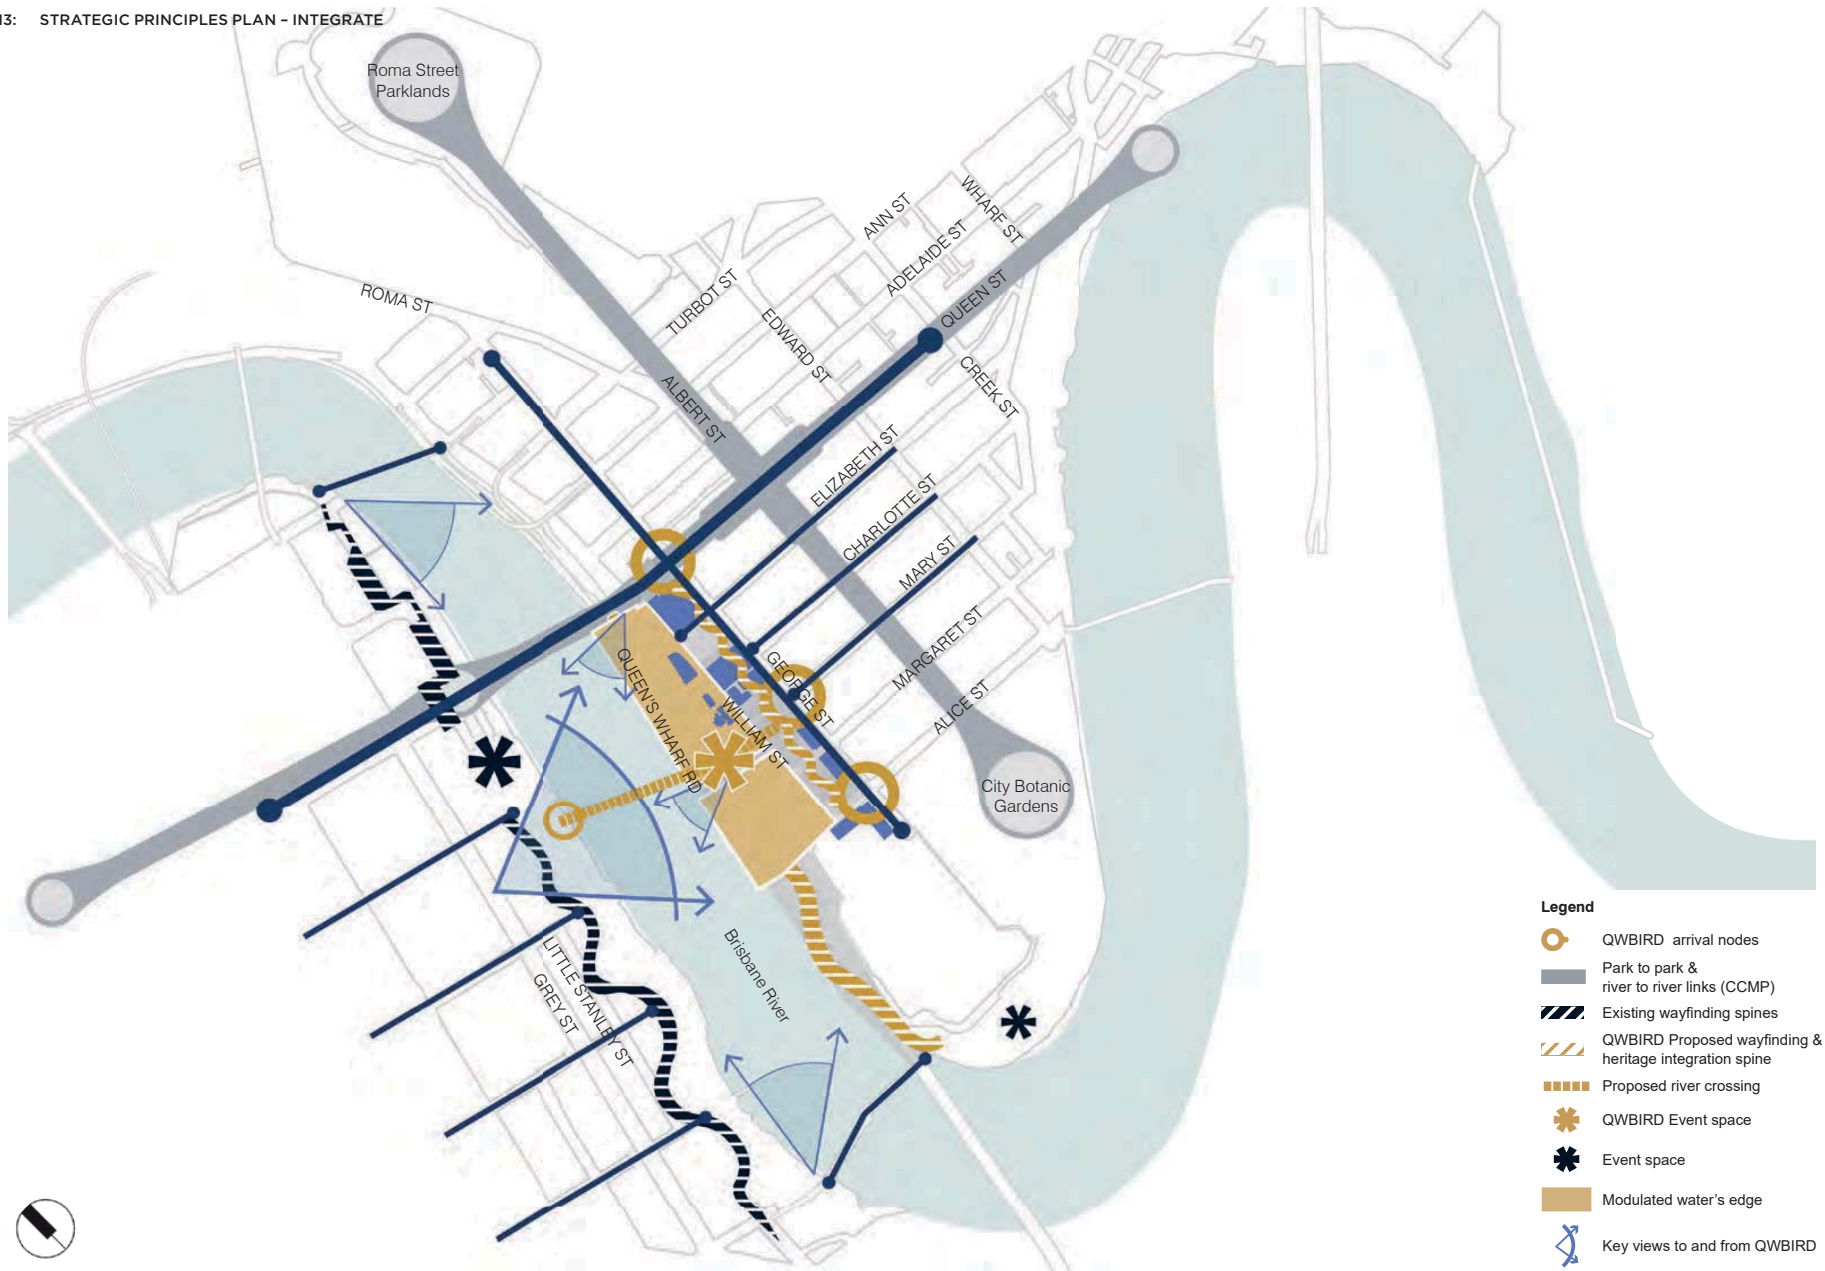 13: STRATEGIC PRINCIPLES PLAN – INTEGRATE
Roma Street
Parklands
ROMA ST
TURBOT ST
ANN ST
WHARF ST
ADELAIDE ST
QUEEN ST
EDWARD ST
CREEK ST
ALBERT ST
ELIZABETH ST
CHARLOTTE ST
MARY ST
MARGARET ST
ALICE ST
GEORGE ST
WILLIAM ST
QUEEN'S WHARF RD
City Botanic
Gardens
Brisbane River
LITTLE STANLEY ST
GREY ST
Legend
QWBIRD arrival nodes
Park to park &
river to river links (CCMP)
Existing wayfinding spines
QWBIRD Proposed wayfinding &
heritage integration spine
Proposed river crossing
QWBIRD Event space
Event space
Modulated water's edge
Key views to and from QWBIRD